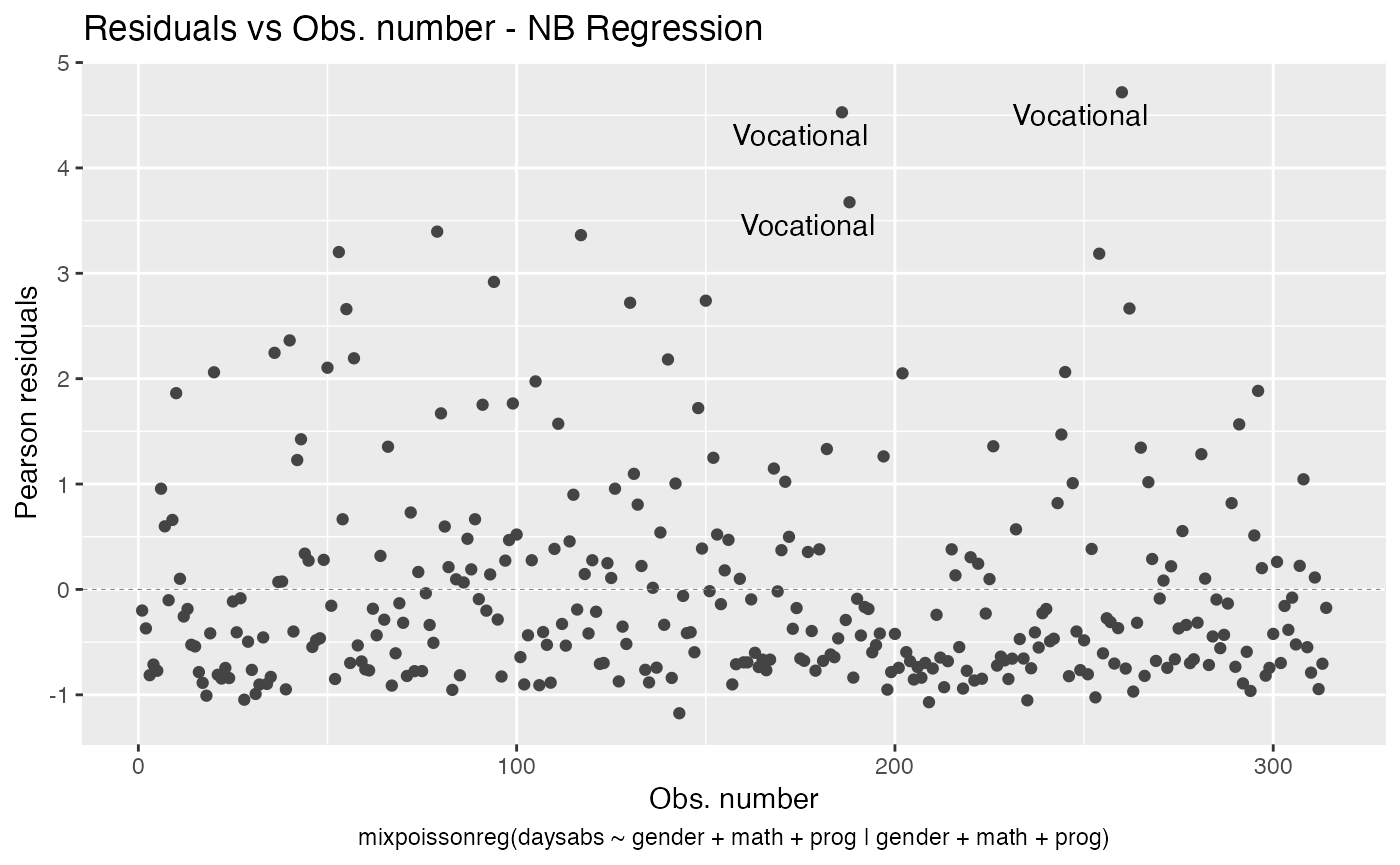 Residuals vs Obs. number - NB Regression
5
Vocational
Vocational
4
Vocational
3
2
1
0
-1
Pearson residuals
0 100 200 300
Obs. number
mixpoissonreg(daysabs ~ gender + math + prog | gender + math + prog)